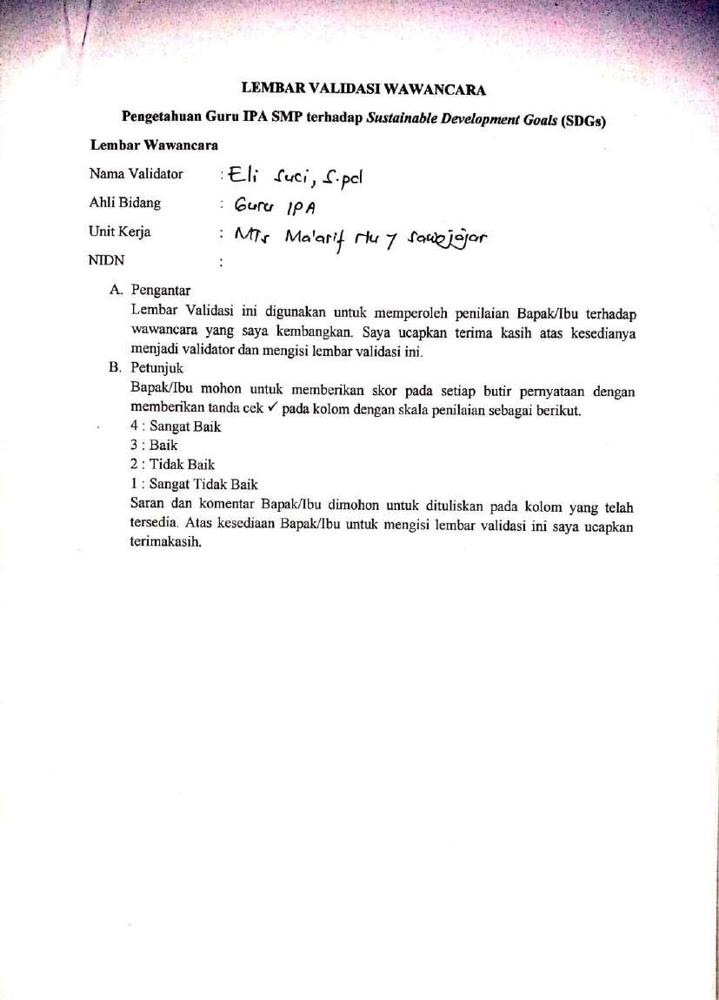 LEMBAR VALIDASI WAWANCARA
Pengetahuan Guru IPA SMP terhadap Sustainable Development Goals (SDGs)
Lembar Wawancara
Nama Validator : Eli Suci, S.pd
Ahli Bidang : Guru IPA
Unit Kerja : MTs Ma'arif NU 7 Sawojajar
NIDN :
A. Pengantar
Lembar Validasi ini digunakan untuk memperoleh penilaian Bapak/Ibu terhadap
wawancara yang saya kembangkan. Saya ucapkan terima kasih atas kesedianya
menjadi validator dan mengisi lembar validasi ini.
B. Petunjuk
Bapak/Ibu mohon untuk memberikan skor pada setiap butir pernyataan dengan
memberikan tanda cek ✓ pada kolom dengan skala penilaian sebagai berikut.
4 : Sangat Baik
3 : Baik
2 : Tidak Baik
1 : Sangat Tidak Baik
Saran dan komentar Bapak/Ibu dimohon untuk dituliskan pada kolom yang telah
tersedia. Atas kesediaan Bapak/Ibu untuk mengisi lembar validasi ini saya ucapkan
terimakasih.